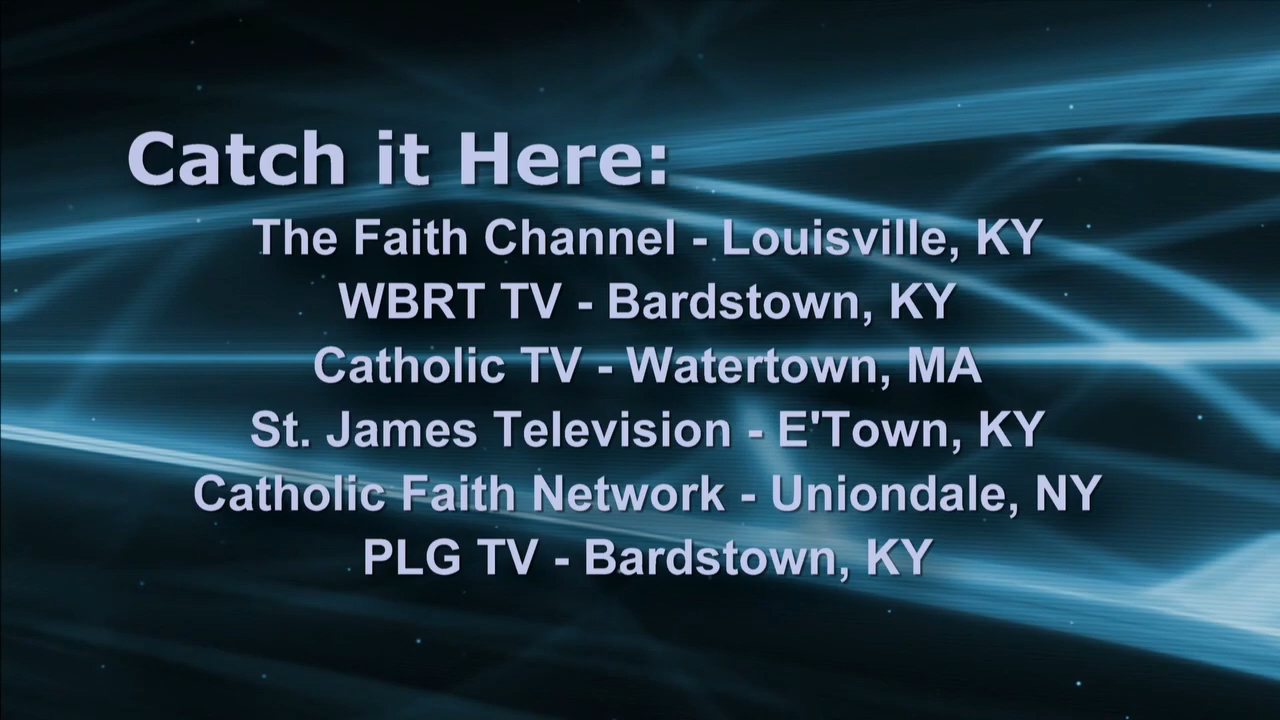 Catch it Here:
The Faith Channel - Louisville, KY
WBRT TV - Bardstown, KY
Catholic TV - Watertown, MA
St. James Television - E'Town, KY
Catholic Faith Network - Uniondale, NY
PLG TV - Bardstown, KY